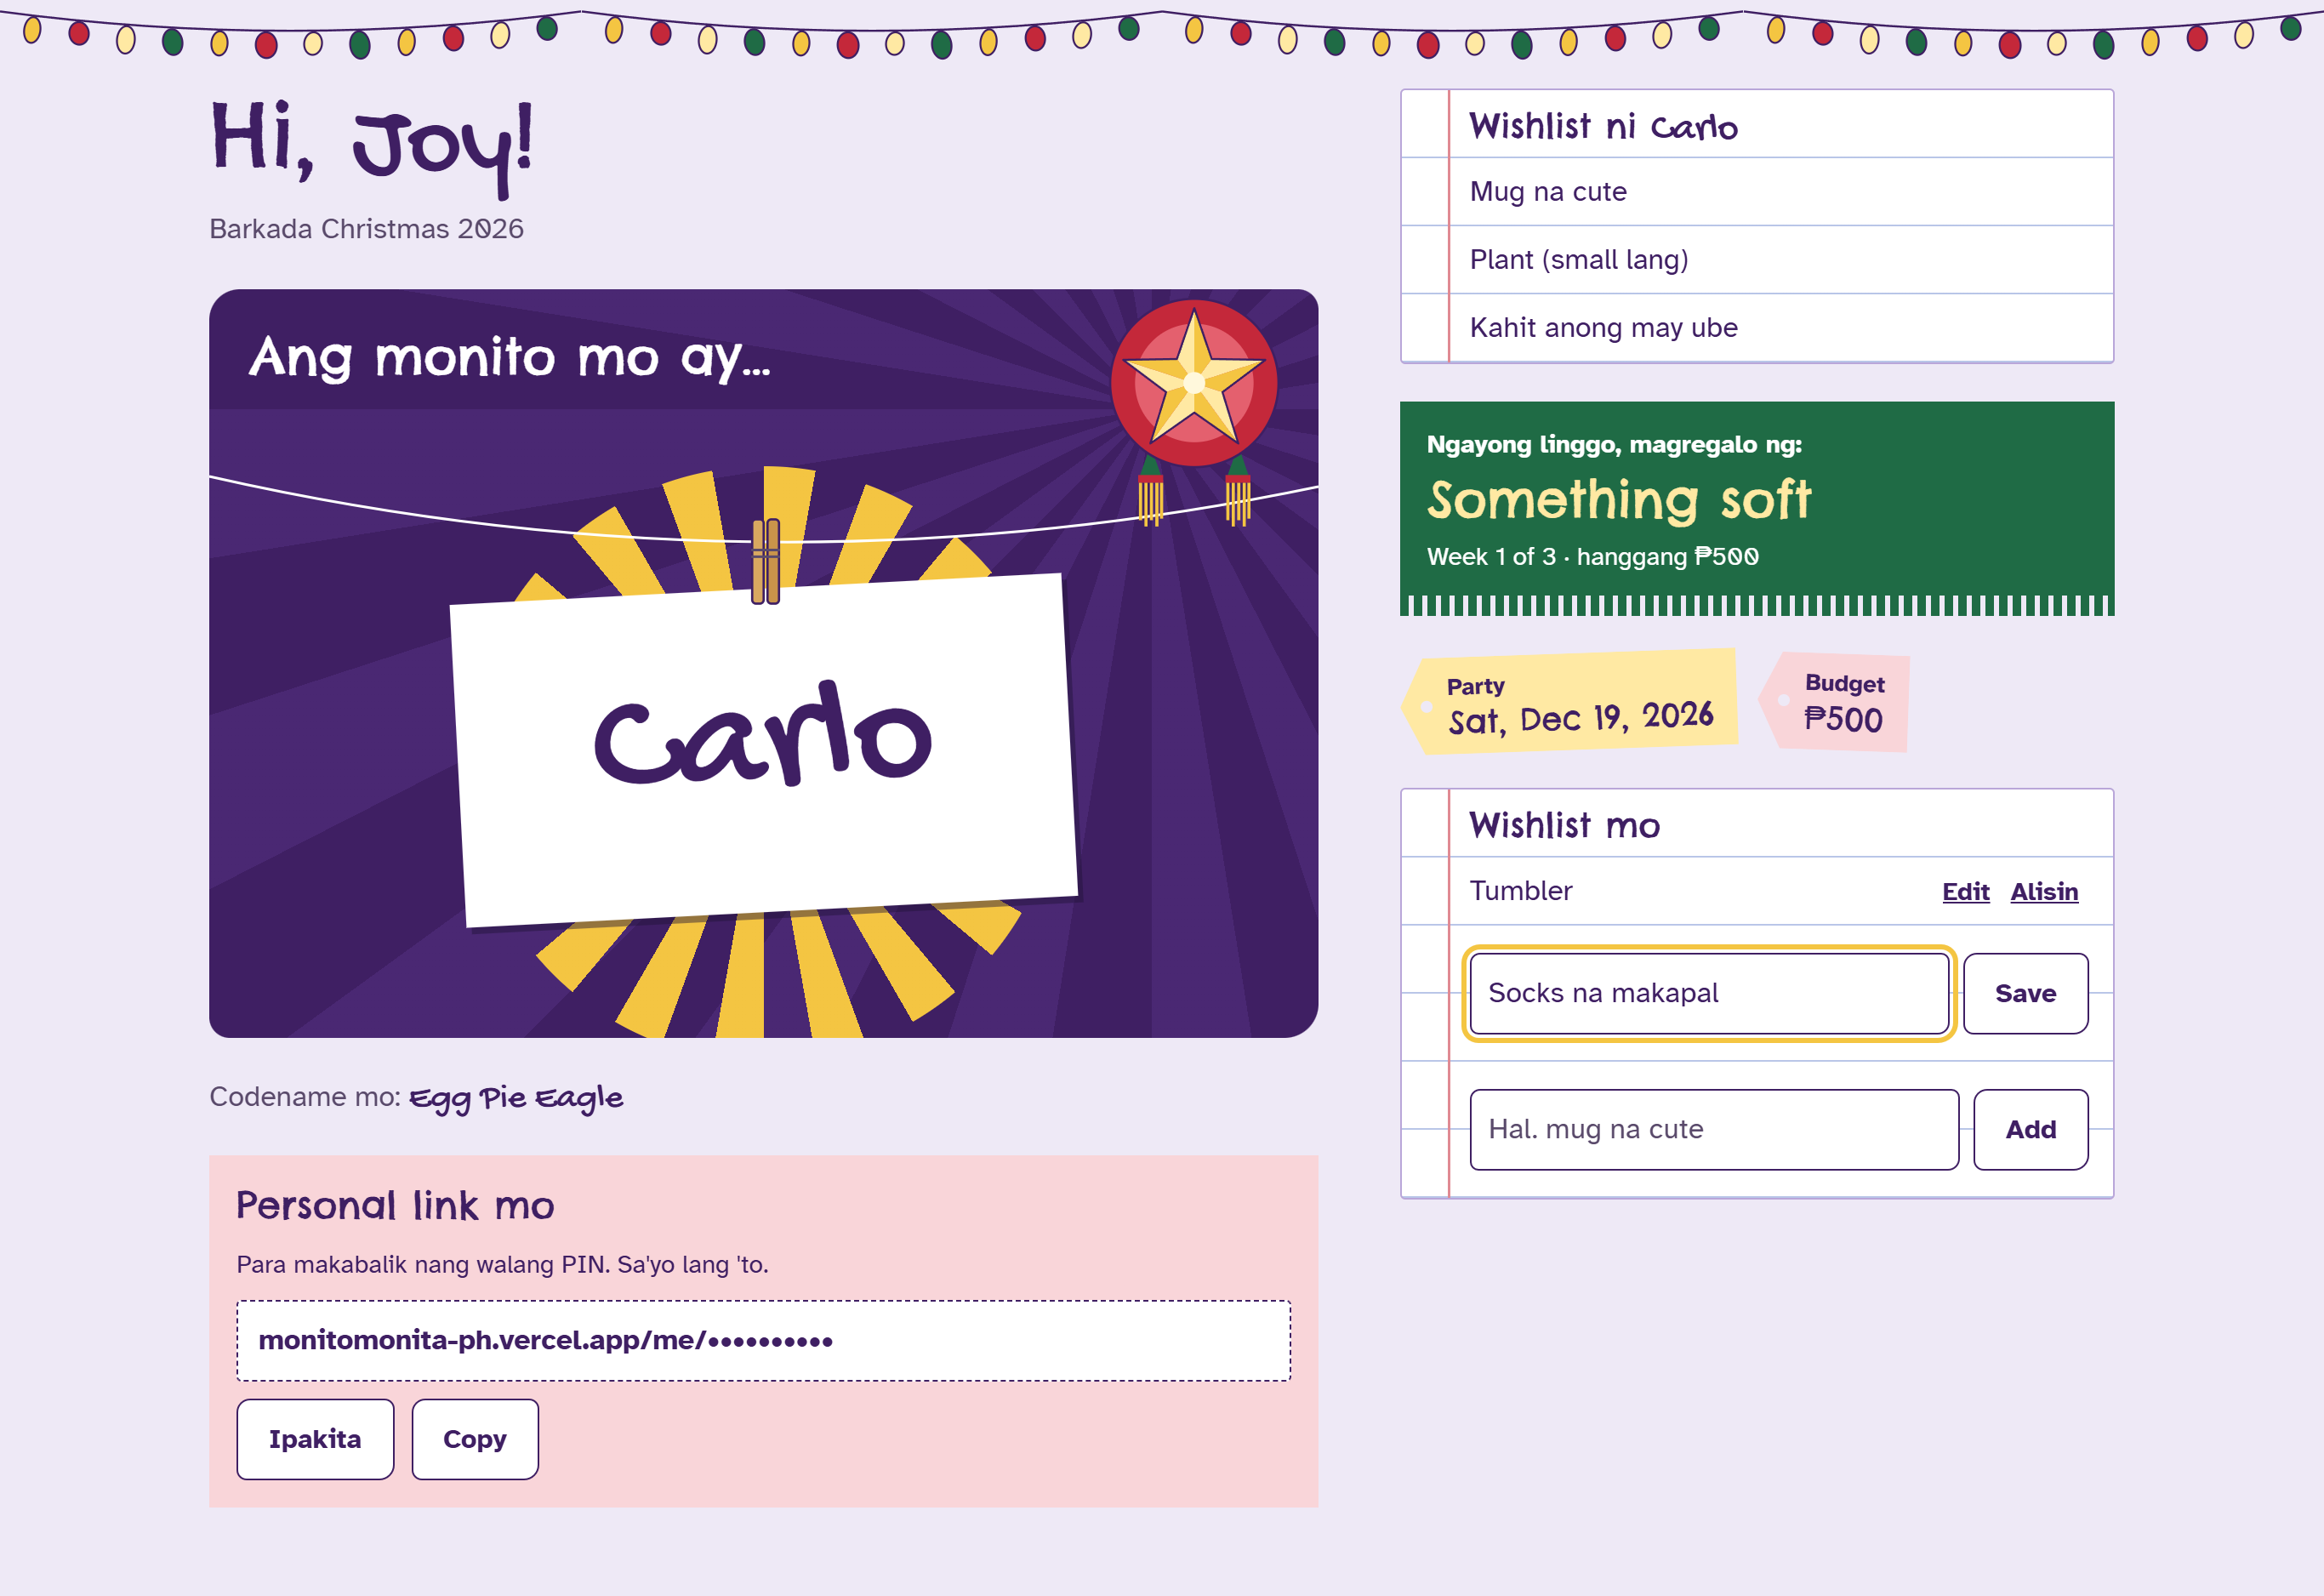 Hi, Joy!
Barkada Christmas 2026
Ang monito mo ay...
Carlo
Codename mo: Egg Pie Eagle
Personal link mo
Para makabalik nang walang PIN. Sa'yo lang 'to.
monitomonita-ph.vercel.app/me/••••••••••
Ipakita
Copy
Wishlist ni Carlo
Mug na cute
Plant (small lang)
Kahit anong may ube
Ngayong linggo, magregalo ng:
Something soft
Week 1 of 3 · hanggang ₱500
Party
Sat, Dec 19, 2026
Budget
₱500
Wishlist mo
Tumbler Edit Alisin
Socks na makapal Save
Hal. mug na cute Add